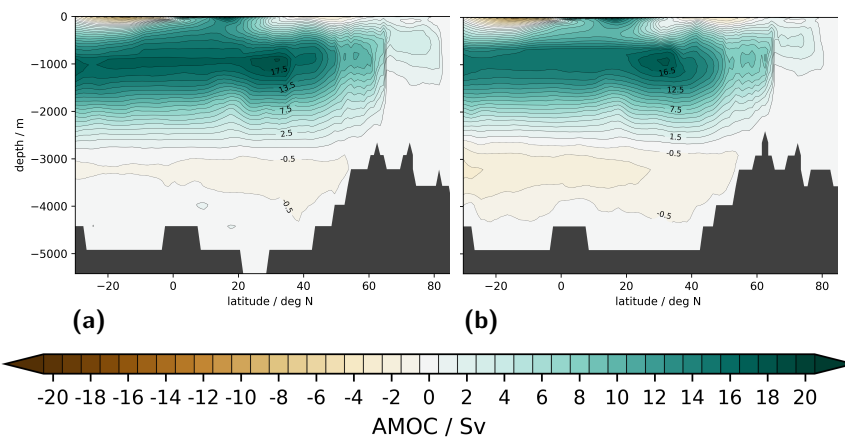 0
−1000
−2000
−3000
−4000
−5000
depth / m
17.5
13.5
7.5
2.5
-0.5
-0.5
−20 0 20 40 60 80
latitude / deg N
(a)
16.5
12.5
7.5
1.5
-0.5
-0.5
−20 0 20 40 60 80
latitude / deg N
(b)
-20 -18 -16 -14 -12 -10 -8 -6 -4 -2 0 2 4 6 8 10 12 14 16 18 20
AMOC / Sv